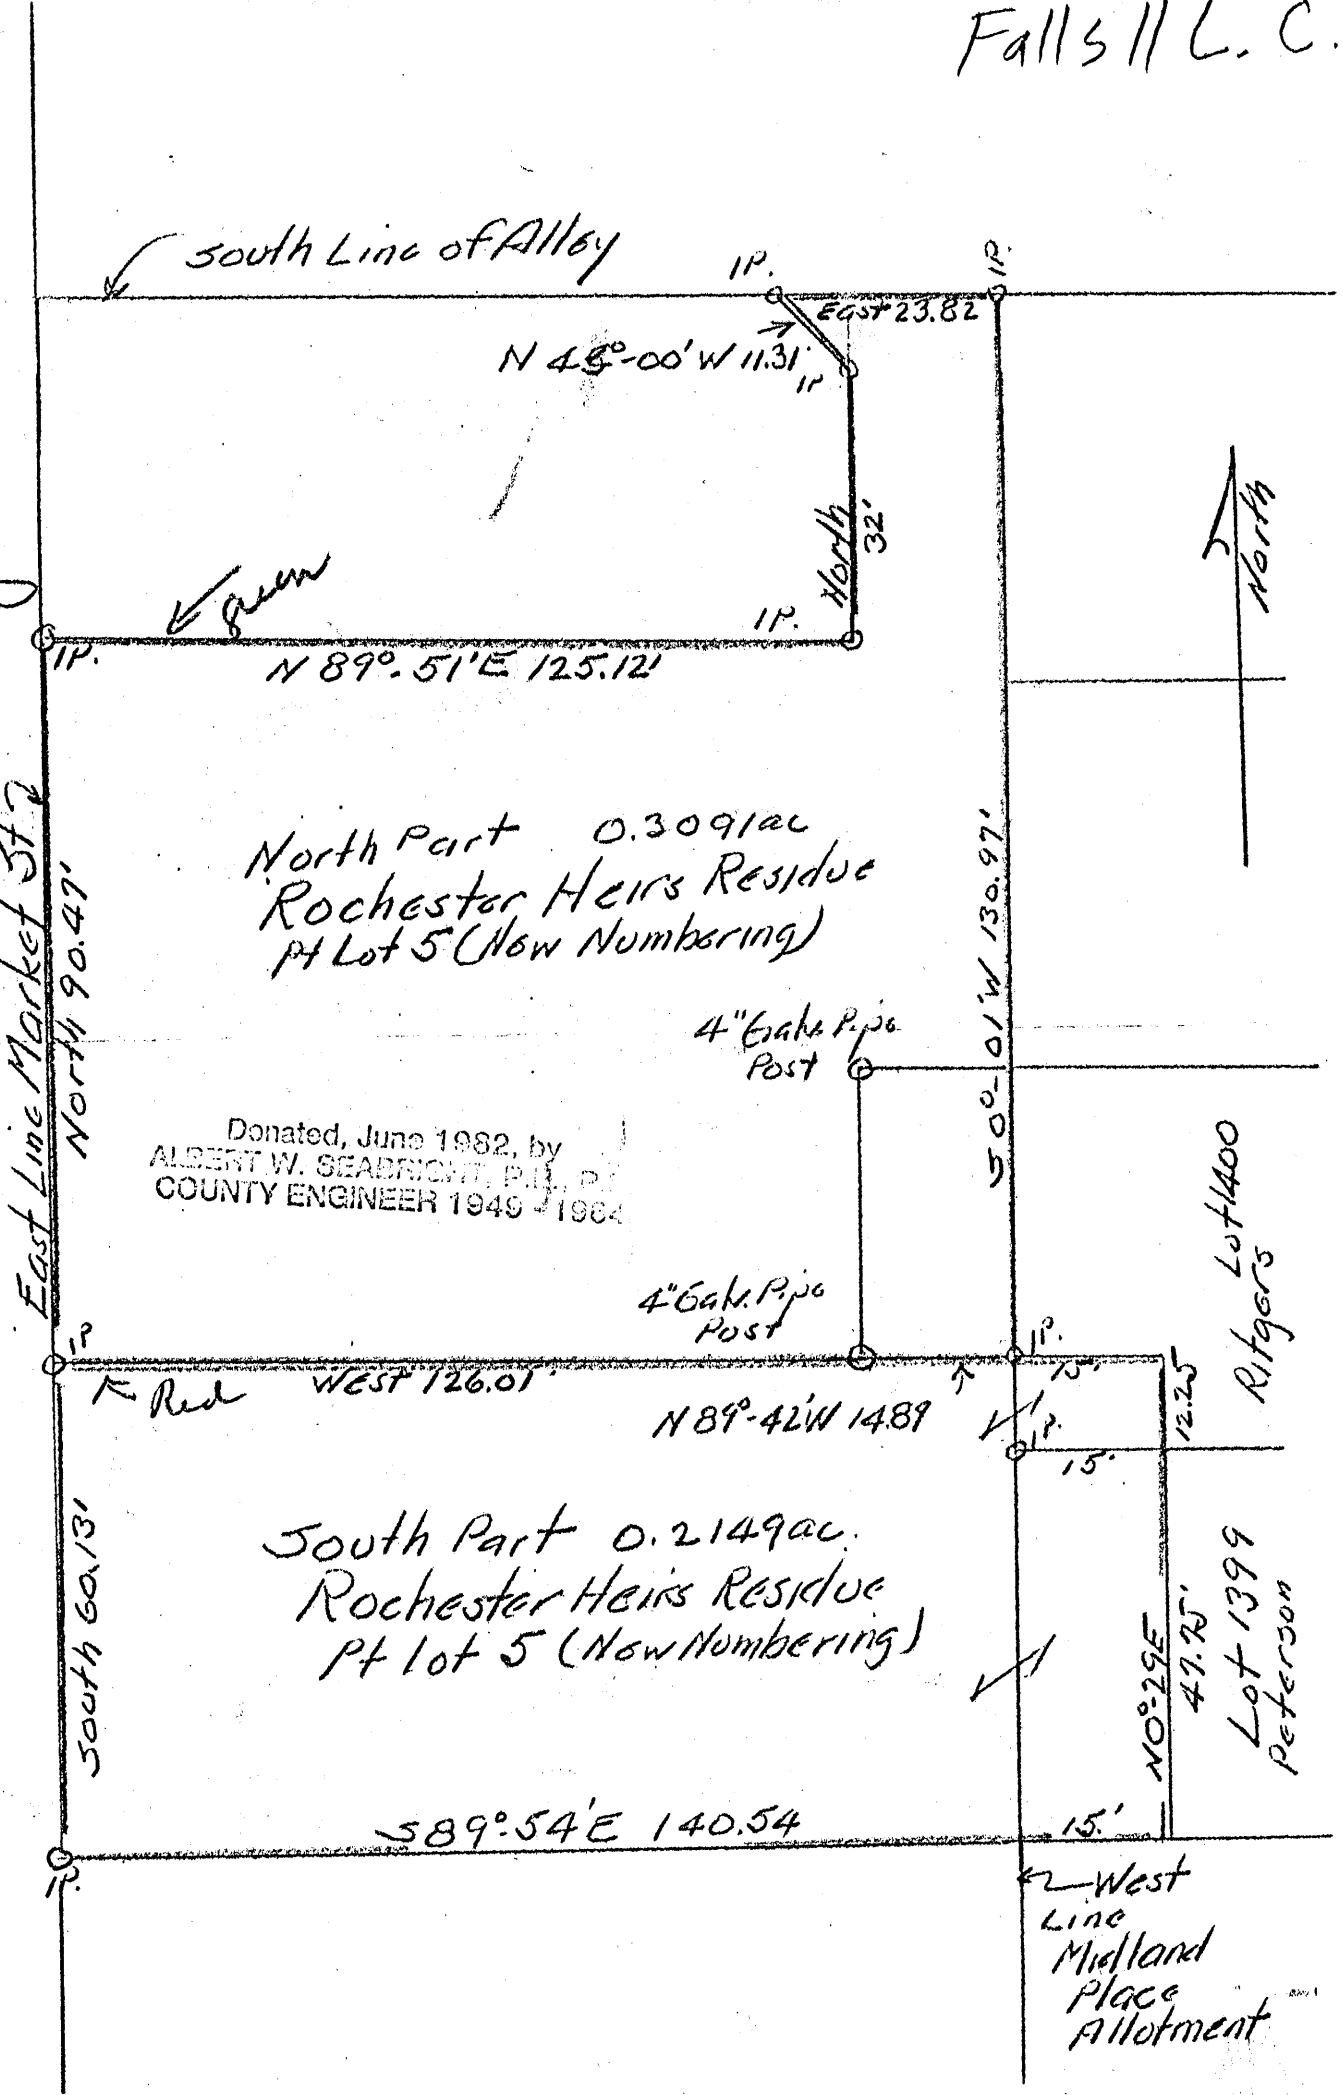 Falls 11 L. C.
South Line of Alley
IP.
IP.
East 23.82
N 45°-00' W 11.31'
IP
North
32'
North
green
IP.
IP.
N 89°-51' E 125.12'
East Line Market St
North 90.47'
North Part 0.3091ac
Rochester Heirs Residue
Pt Lot 5 (New Numbering)
S 0°-01' W 130.97'
4" Galv. Pipe
Post
Donated, June 1982, by
ALBERT W. SEABRIGHT, P.E., P.
COUNTY ENGINEER 1949 - 1964
Lot 1400
Ritgers
4" Galv. Pipe
Post
IP
IP.
15'
Red
West 126.01'
N 89°-42' W 14.89
12.25
IP.
15'
South 60.13'
South Part 0.2149ac.
Rochester Heirs Residue
Pt lot 5 (New Numbering)
N 0°-29 E
47.75'
Lot 1399
Peterson
S 89°-54' E 140.54
15'
IP.
West
Line
Midland
Place
Allotment